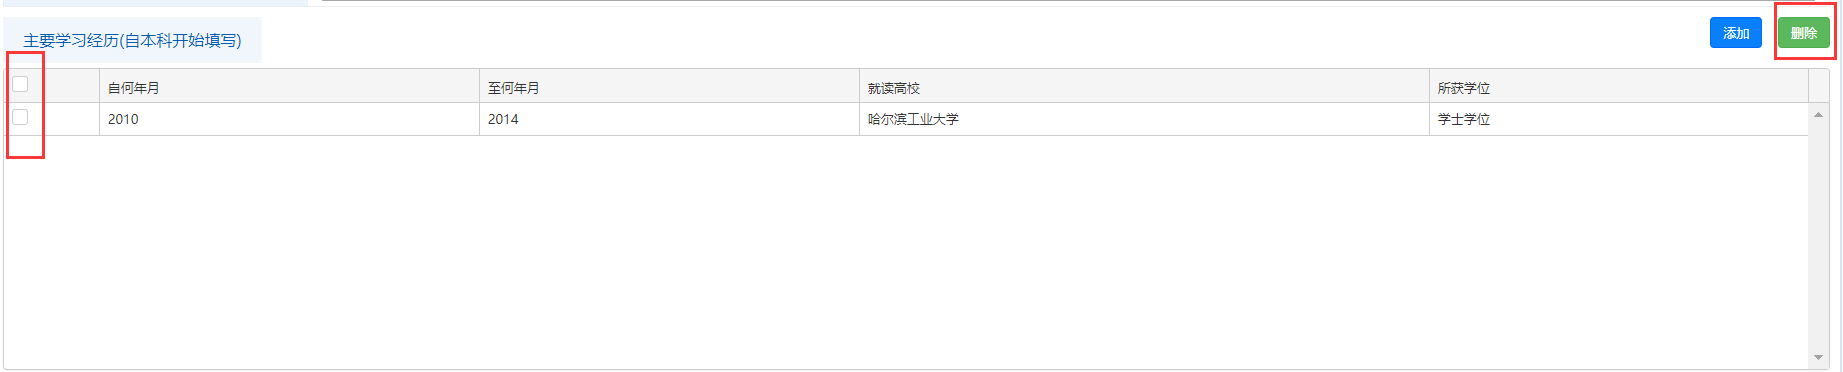 主要学习经历(自本科开始填写)
添加
删除
自何年月 至何年月 就读高校 所获学位
2010 2014 哈尔滨工业大学 学士学位